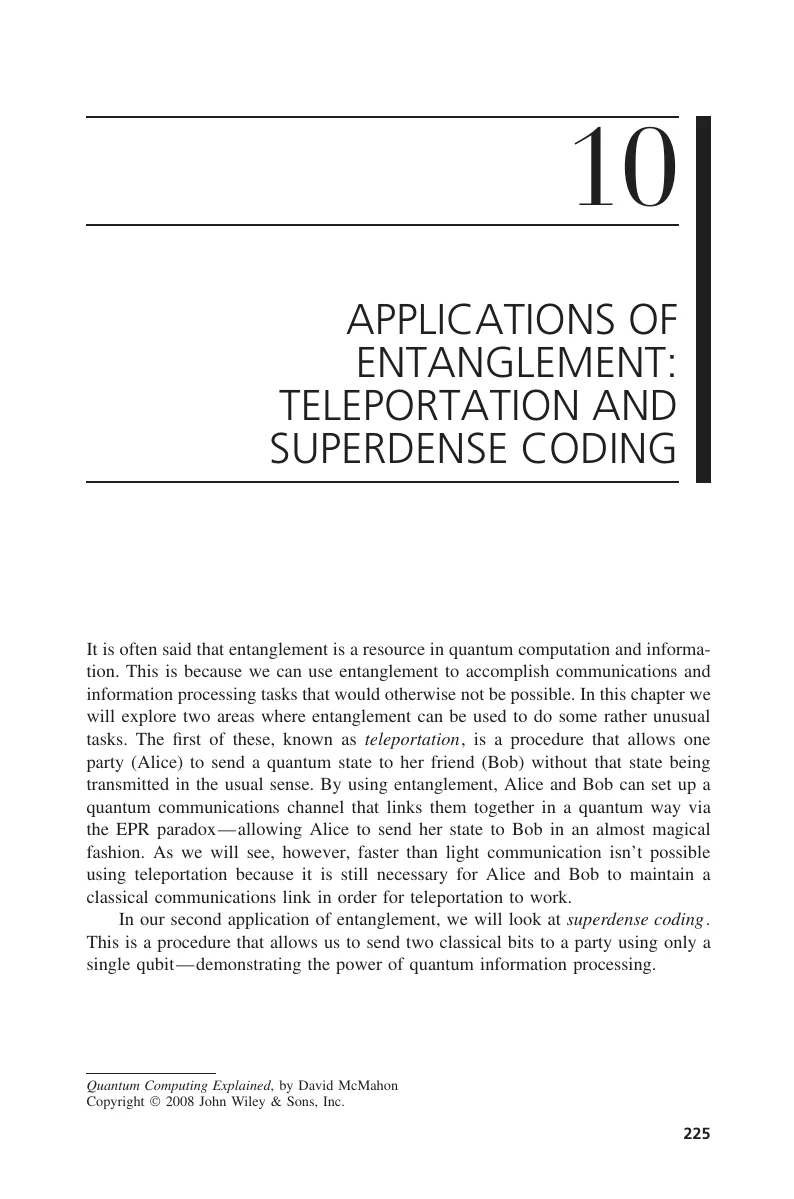 10
APPLICATIONS OF
ENTANGLEMENT:
TELEPORTATION AND
SUPERDENSE CODING
It is often said that entanglement is a resource in quantum computation and informa-
tion. This is because we can use entanglement to accomplish communications and
information processing tasks that would otherwise not be possible. In this chapter we
will explore two areas where entanglement can be used to do some rather unusual
tasks. The first of these, known as teleportation, is a procedure that allows one
party (Alice) to send a quantum state to her friend (Bob) without that state being
transmitted in the usual sense. By using entanglement, Alice and Bob can set up a
quantum communications channel that links them together in a quantum way via
the EPR paradox—allowing Alice to send her state to Bob in an almost magical
fashion. As we will see, however, faster than light communication isn't possible
using teleportation because it is still necessary for Alice and Bob to maintain a
classical communications link in order for teleportation to work.
In our second application of entanglement, we will look at superdense coding.
This is a procedure that allows us to send two classical bits to a party using only a
single qubit—demonstrating the power of quantum information processing.
Quantum Computing Explained, by David McMahon
Copyright © 2008 John Wiley & Sons, Inc.
225